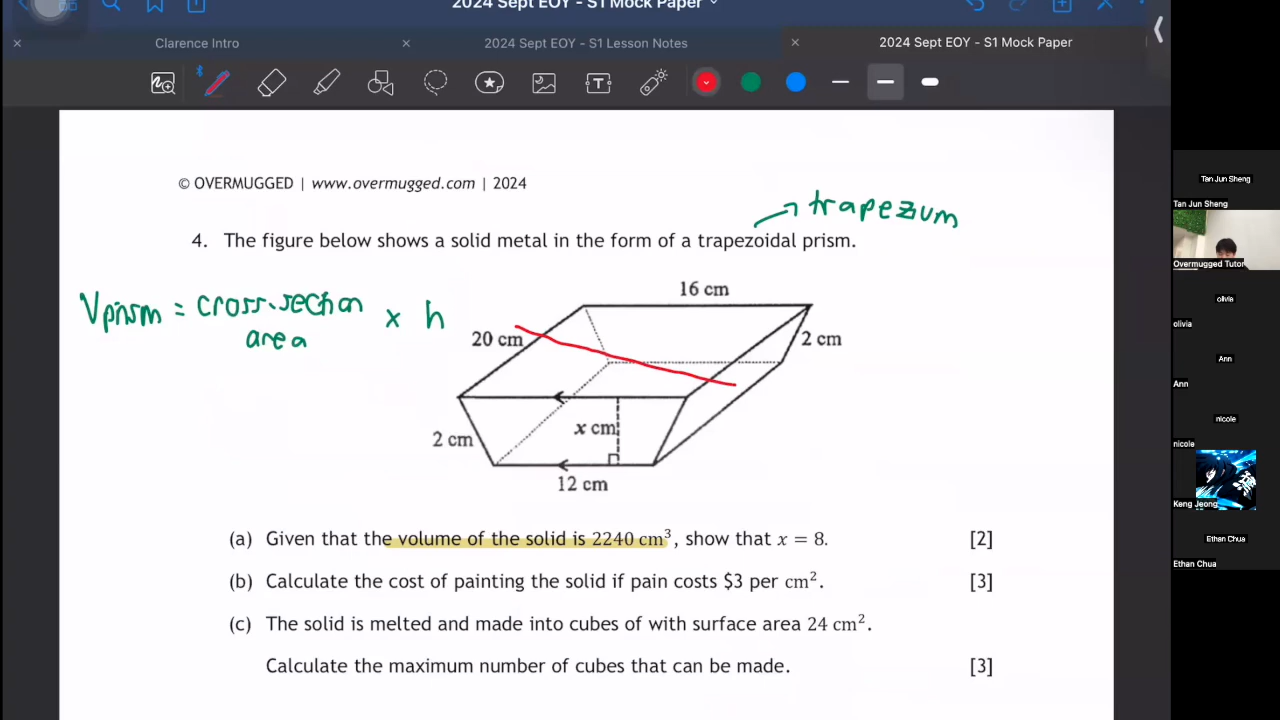 2024 Sept EOY - S1 Mock Paper
Clarence Intro
2024 Sept EOY - S1 Lesson Notes
2024 Sept EOY - S1 Mock Paper
© OVERMUGGED | www.overmugged.com | 2024
trapezium
4. The figure below shows a solid metal in the form of a trapezoidal prism.
Vprism = cross-section area × h
16 cm
20 cm
2 cm
2 cm
x cm
12 cm
(a) Given that the volume of the solid is 2240 cm³, show that x = 8. [2]
(b) Calculate the cost of painting the solid if pain costs $3 per cm². [3]
(c) The solid is melted and made into cubes of with surface area 24 cm².
Calculate the maximum number of cubes that can be made. [3]
Tan Jun Sheng
Tan Jun Sheng
Overmugged Tutor
olivia
olivia
Ann
Ann
nicole
nicole
Keng Jeong
Ethan Chua
Ethan Chua